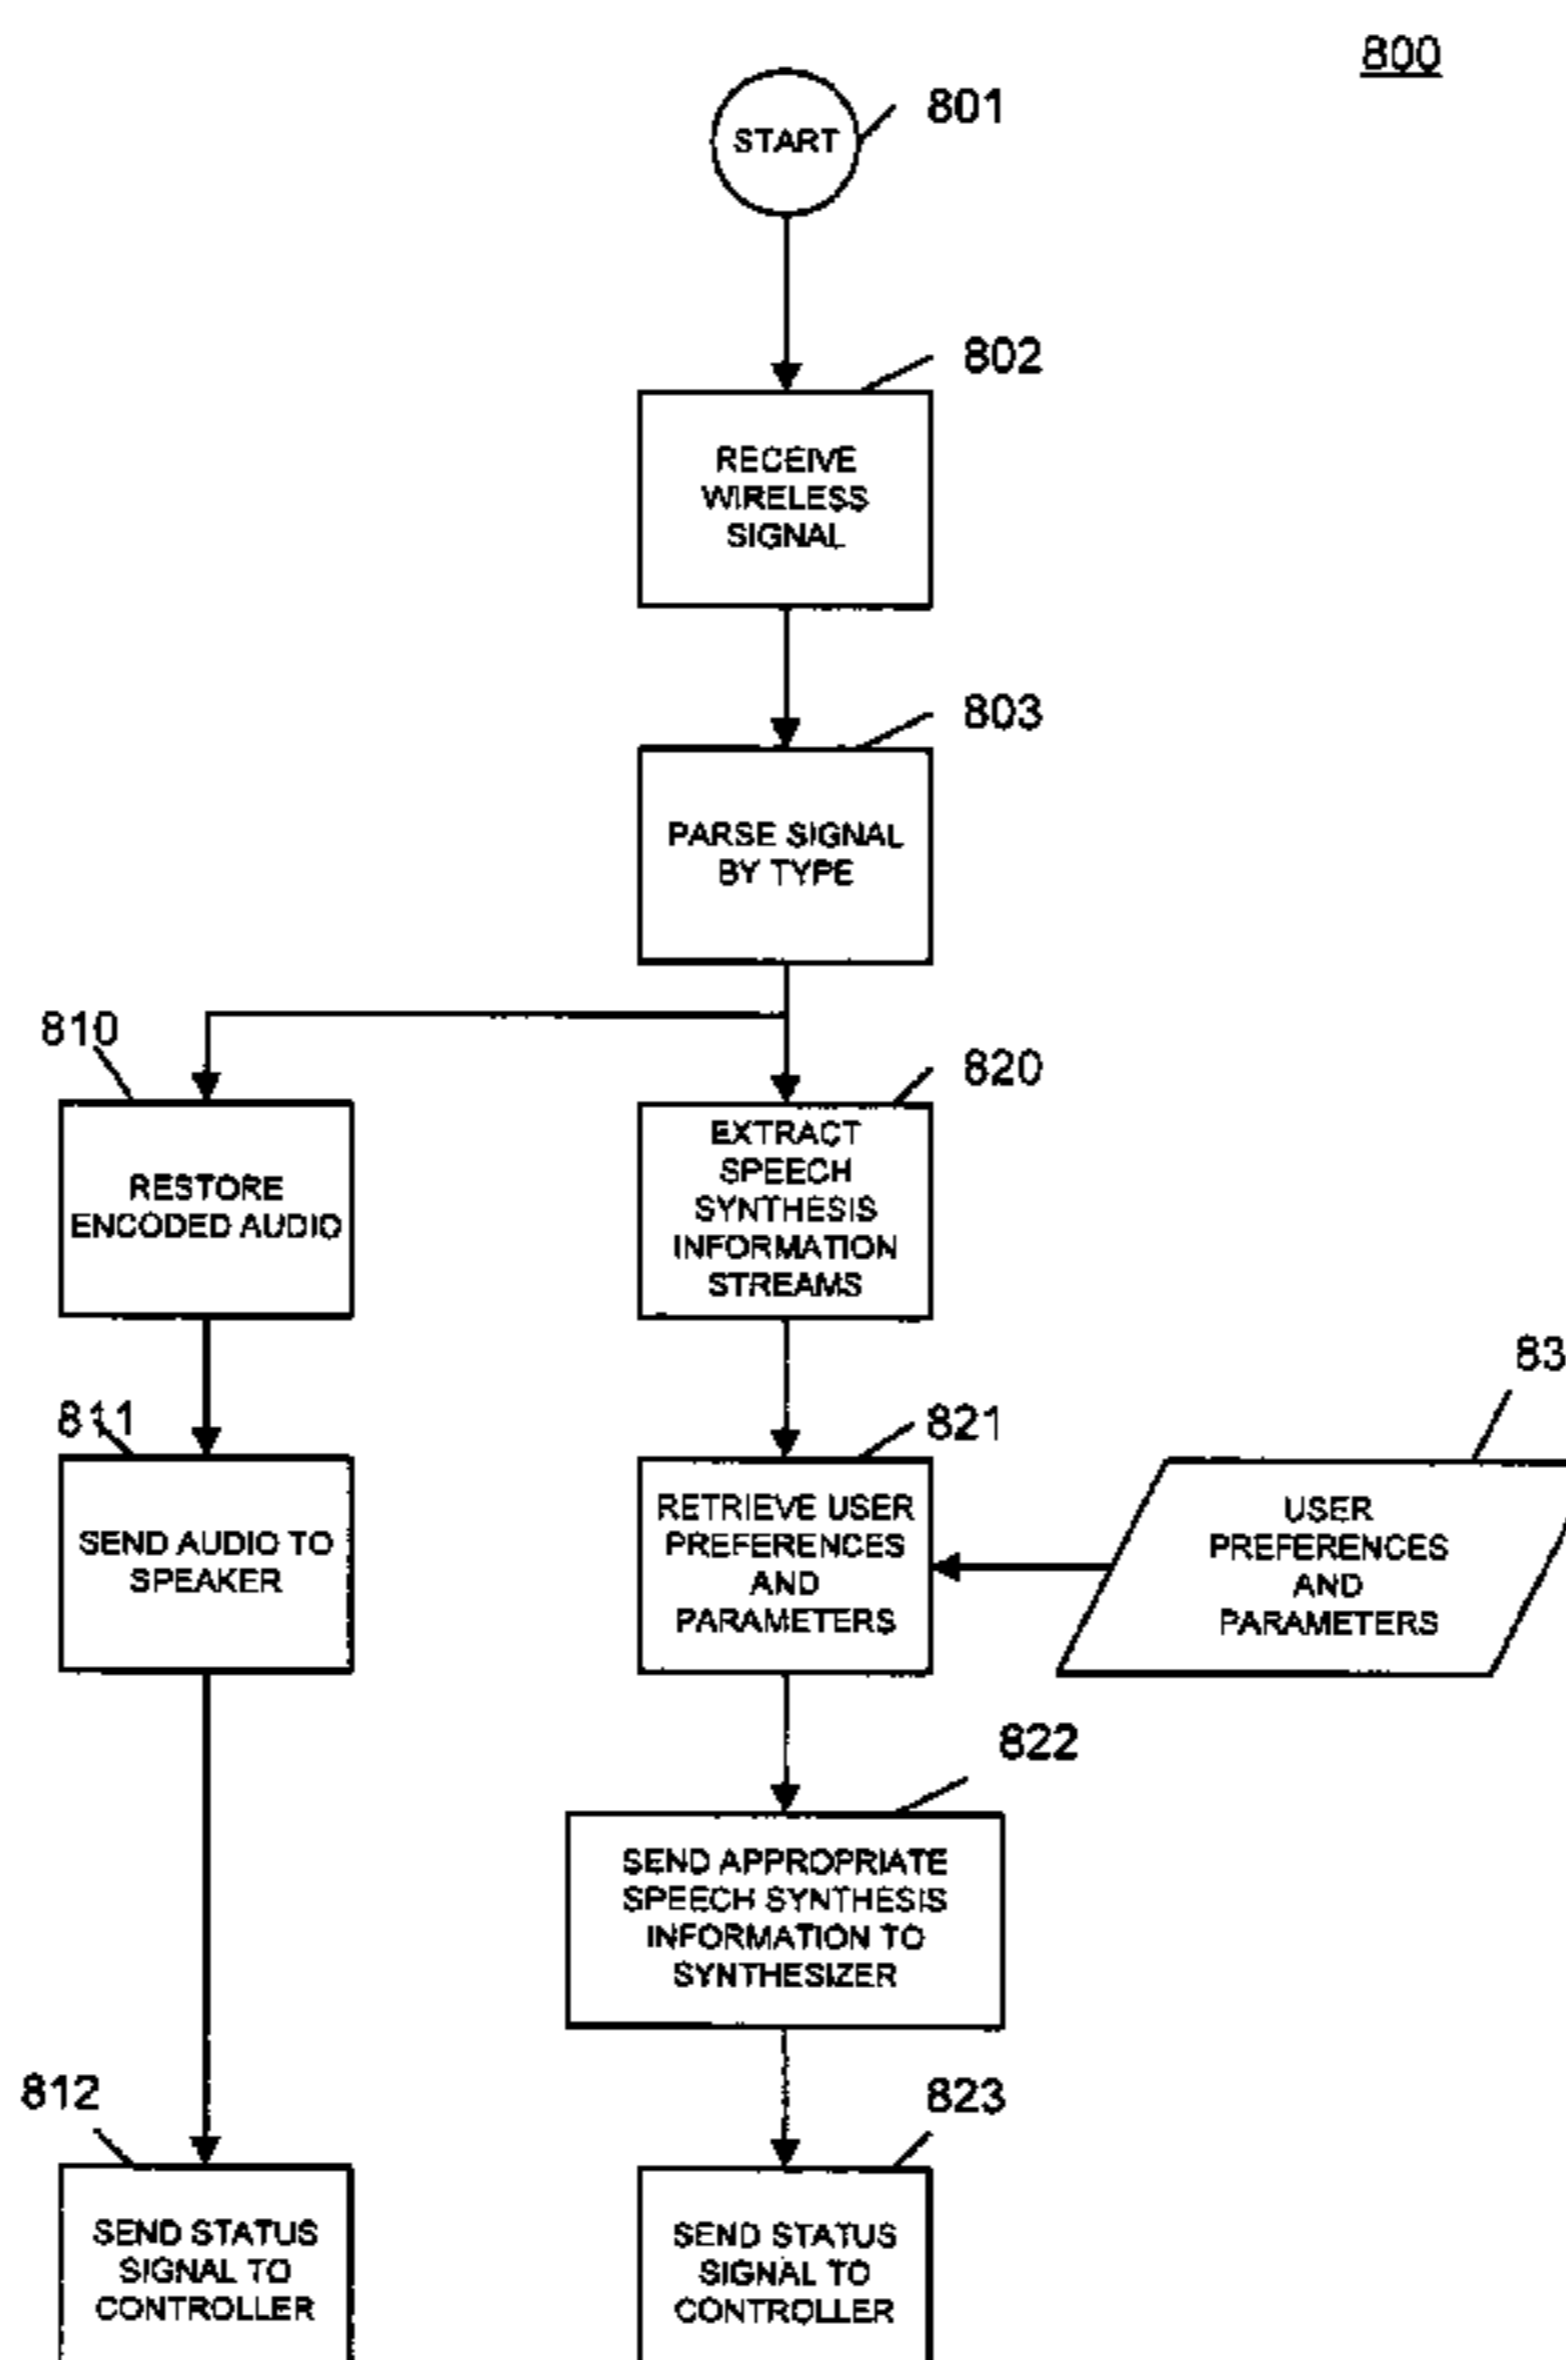 800
START
801
802
RECEIVE
WIRELESS
SIGNAL
803
PARSE SIGNAL
BY TYPE
810
RESTORE
ENCODED AUDIO
820
EXTRACT
SPEECH
SYNTHESIS
INFORMATION
STREAMS
811
SEND AUDIO TO
SPEAKER
821
RETRIEVE USER
PREFERENCES
AND
PARAMETERS
USER
PREFERENCES
AND
PARAMETERS
822
SEND APPROPRIATE
SPEECH SYNTHESIS
INFORMATION TO
SYNTHESIZER
812
SEND STATUS
SIGNAL TO
CONTROLLER
823
SEND STATUS
SIGNAL TO
CONTROLLER